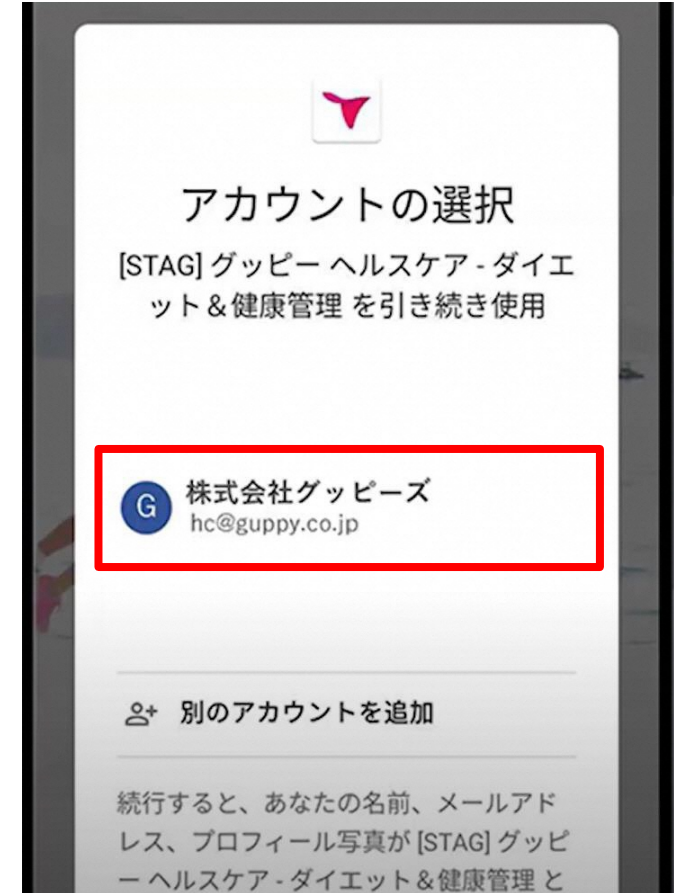 アカウントの選択
[STAG] グッピー ヘルスケア - ダイエ
ット＆健康管理 を引き続き使用
G
株式会社グッピーズ
hc@guppy.co.jp
別のアカウントを追加
続行すると、あなたの名前、メールアド
レス、プロフィール写真が [STAG] グッピ
ー ヘルスケア - ダイエット＆健康管理 と